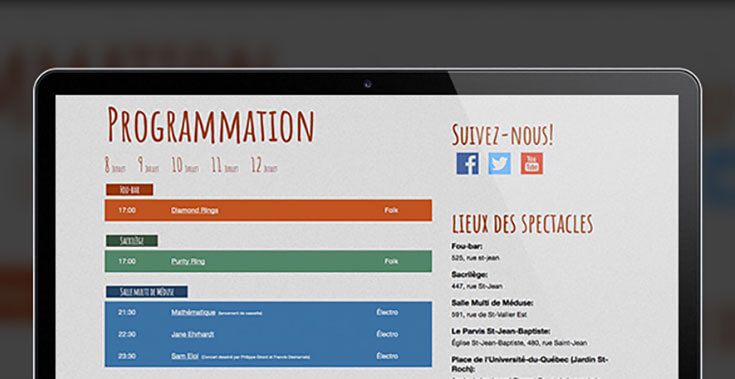 Programmation
8 Juillet 9 Juillet 10 Juillet 11 Juillet 12 Juillet
Fou-bar
17:00 Diamond Rings Folk
Sacrilège
17:00 Purity Ring Folk
Salle Multi de Méduse
21:30 Mathématique (lancement de cassette) Électro
22:30 Jane Ehrhardt Électro
23:30 Sam Eloi (Concert dessiné par Philippe Girard et Francis Desharnais) Électro
Suivez-nous!
You Tube
Lieux des spectacles
Fou-bar:
525, rue st-jean
Sacrilège:
447, rue St-Jean
Salle Multi de Méduse:
591, rue de St-Vallier Est
Le Parvis St-Jean-Baptiste:
Église St-Jean-Baptiste, 480, rue Saint-Jean
Place de l'Université-du-Québec (Jardin St-
Roch):